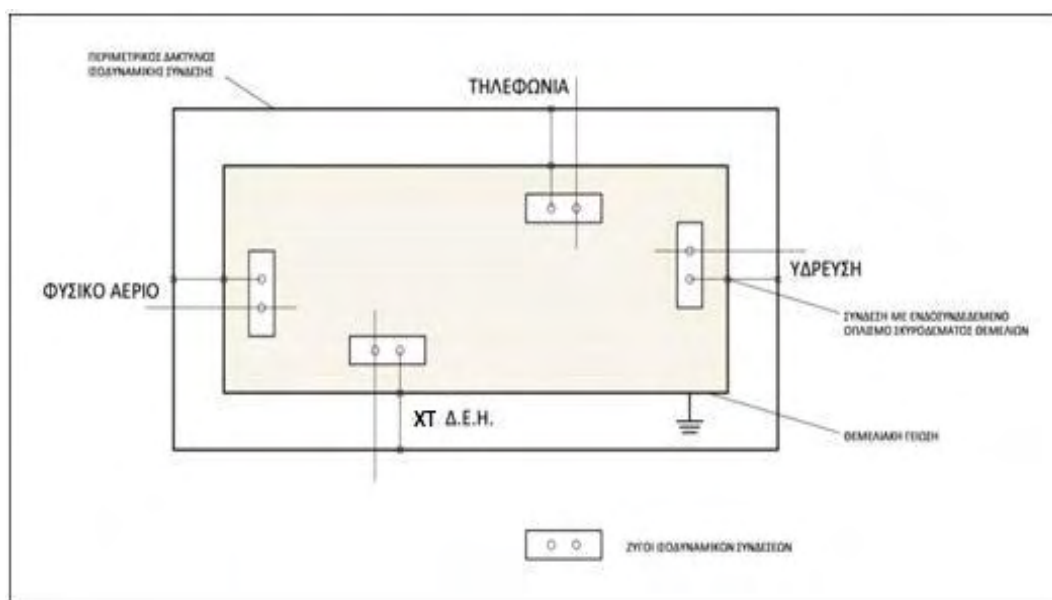 ΠΕΡΙΜΕΤΡΙΚΟΣ ΔΑΚΤΥΛΟΣ
ΙΣΟΔΥΝΑΜΙΚΗΣ ΣΥΝΔΕΣΗΣ
ΤΗΛΕΦΩΝΙΑ
ΦΥΣΙΚΟ ΑΕΡΙΟ
ΥΔΡΕΥΣΗ
ΣΥΝΔΕΣΗ ΜΕ ΕΝΔΟΣΥΝΔΕΔΕΜΕΝΟ
ΟΠΛΙΣΜΟ ΣΚΥΡΟΔΕΜΑΤΟΣ ΘΕΜΕΛΙΩΝ
ΧΤ Δ.Ε.Η.
ΘΕΜΕΛΙΑΚΗ ΓΕΙΩΣΗ
ΖΥΓΟΙ ΙΣΟΔΥΝΑΜΙΚΩΝ ΣΥΝΔΕΣΕΩΝ